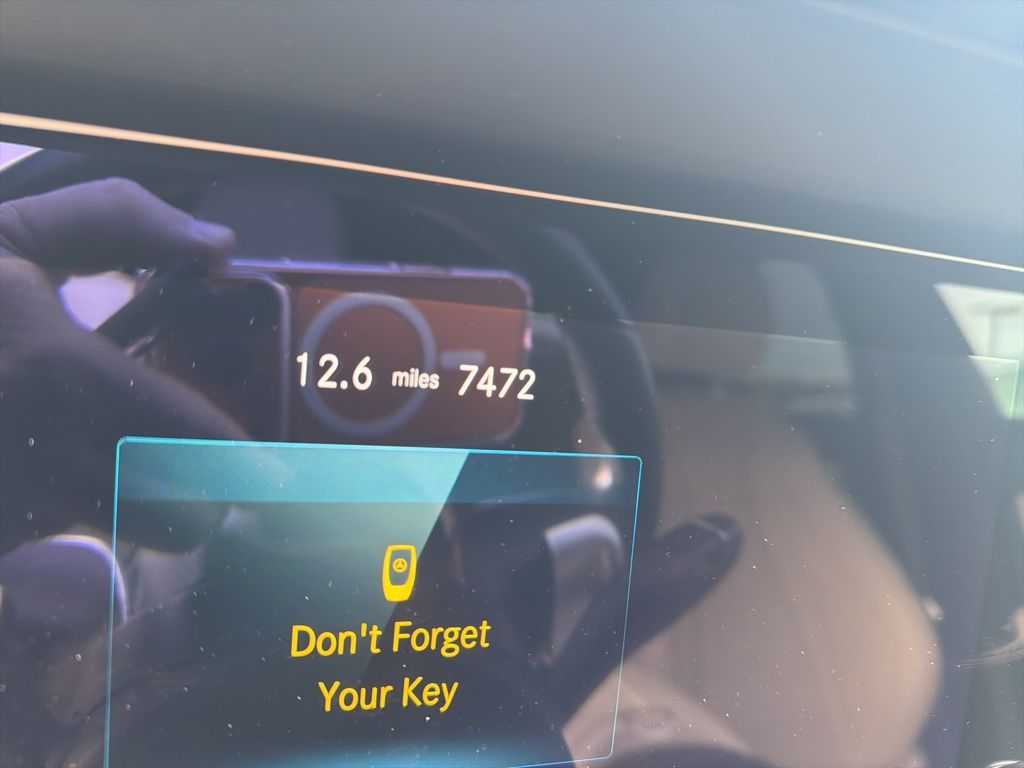 12.6 miles 7472
Don't Forget
Your Key